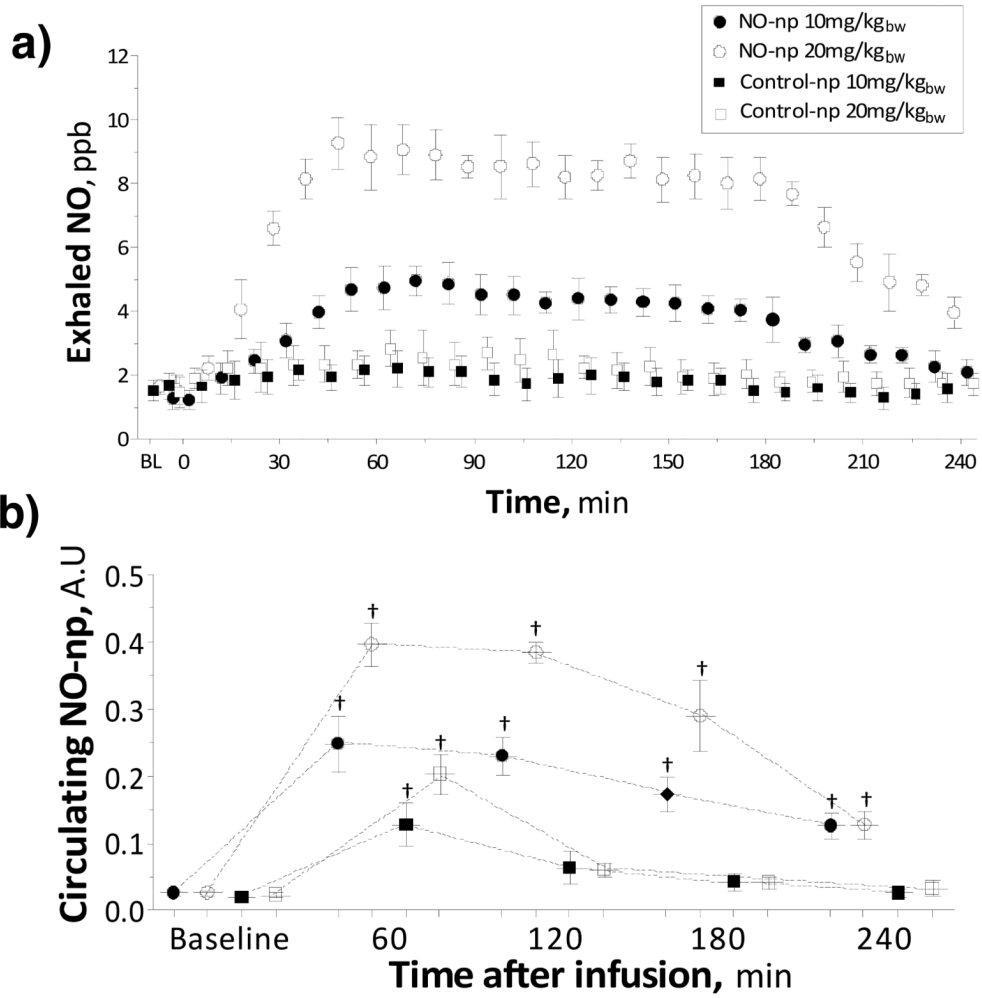 a)
NO-np 10mg/kgbw
NO-np 20mg/kgbw
Control-np 10mg/kgbw
Control-np 20mg/kgbw
Exhaled NO, ppb
12
10
8
6
4
2
0
BL 0 30 60 90 120 150 180 210 240
Time, min
b)
Circulating NO-np, A.U
0.5
0.4
0.3
0.2
0.1
0.0
† † † † † † † † † †
Baseline 60 120 180 240
Time after infusion, min